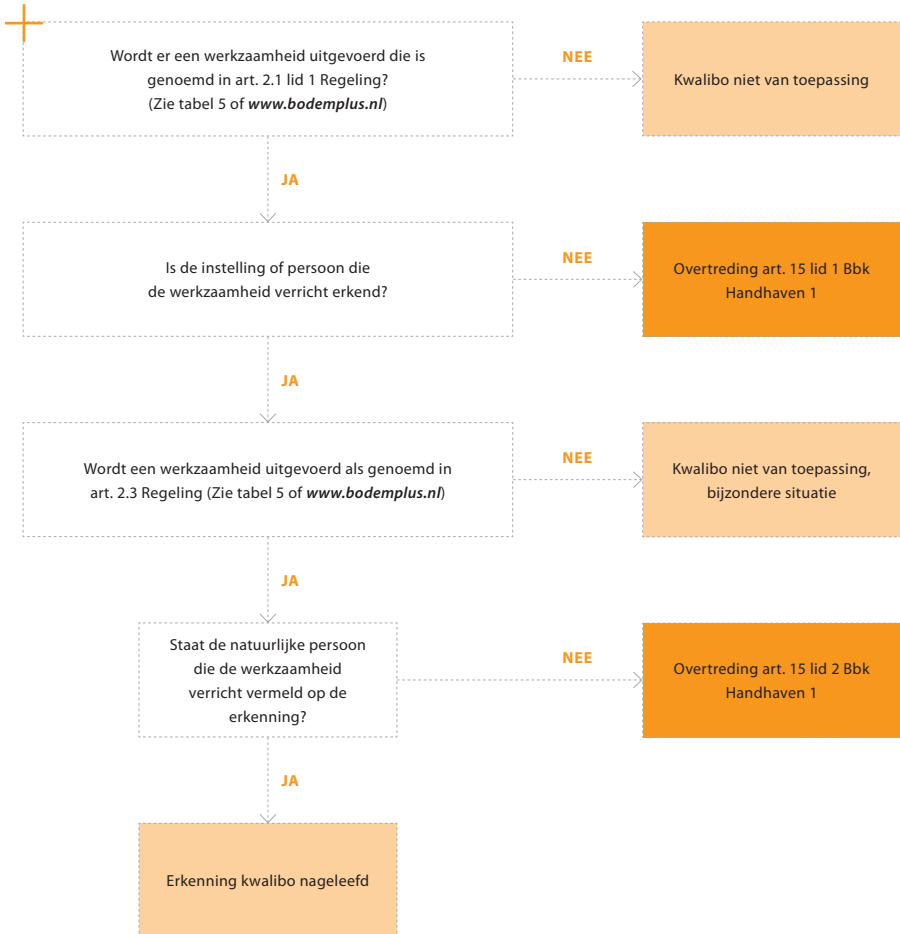 Wordt er een werkzaamheid uitgevoerd die is
genoemd in art. 2.1 lid 1 Regeling?
(Zie tabel 5 of www.bodemplus.nl)
NEE
Kwalibo niet van toepassing
JA
Is de instelling of persoon die
de werkzaamheid verricht erkend?
NEE
Overtreding art. 15 lid 1 Bbk
Handhaven 1
JA
Wordt een werkzaamheid uitgevoerd als genoemd in
art. 2.3 Regeling (Zie tabel 5 of www.bodemplus.nl)
NEE
Kwalibo niet van toepassing,
bijzondere situatie
JA
Staat de natuurlijke persoon
die de werkzaamheid
verricht vermeld op de
erkenning?
NEE
Overtreding art. 15 lid 2 Bbk
Handhaven 1
JA
Erkenning kwalibo nageleefd